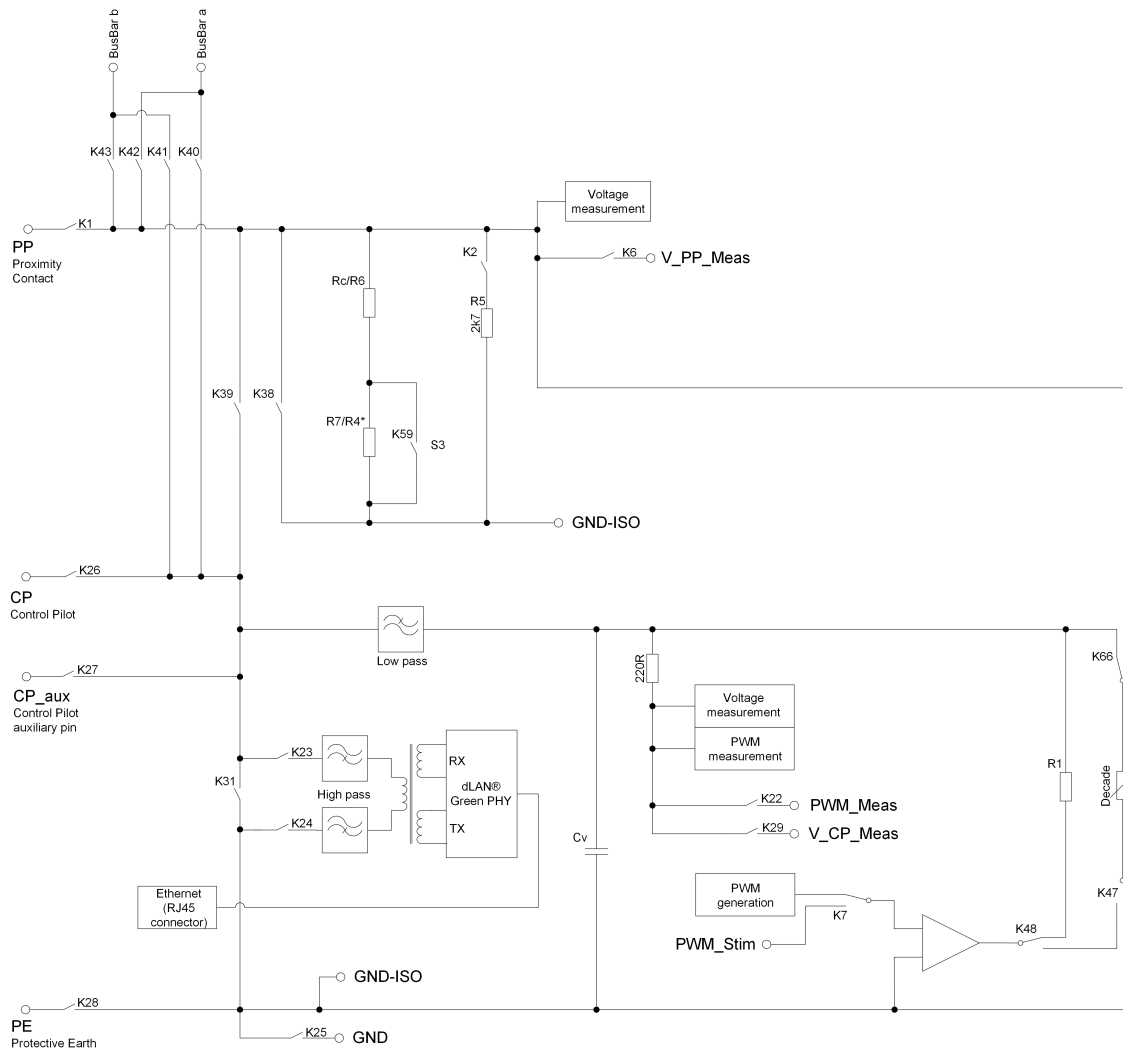 BusBar b
BusBar a
K43
K42
K41
K40
Voltage
measurement
K1
PP
Proximity
Contact
K2
K6
V_PP_Meas
Rc/R6
R5
2k7
K39
K38
R7/R4*
K59
S3
GND-ISO
K26
CP
Control Pilot
Low pass
220R
K66
K27
CP_aux
Control Pilot
auxiliary pin
Voltage
measurement
PWM
measurement
K23
RX
R1
Decade
K31
High pass
dLAN®
Green PHY
K24
TX
K22
PWM_Meas
K29
V_CP_Meas
Cv
Ethernet
(RJ45
connector)
PWM
generation
K7
K47
PWM_Stim
K48
GND-ISO
K28
PE
Protective Earth
K25
GND